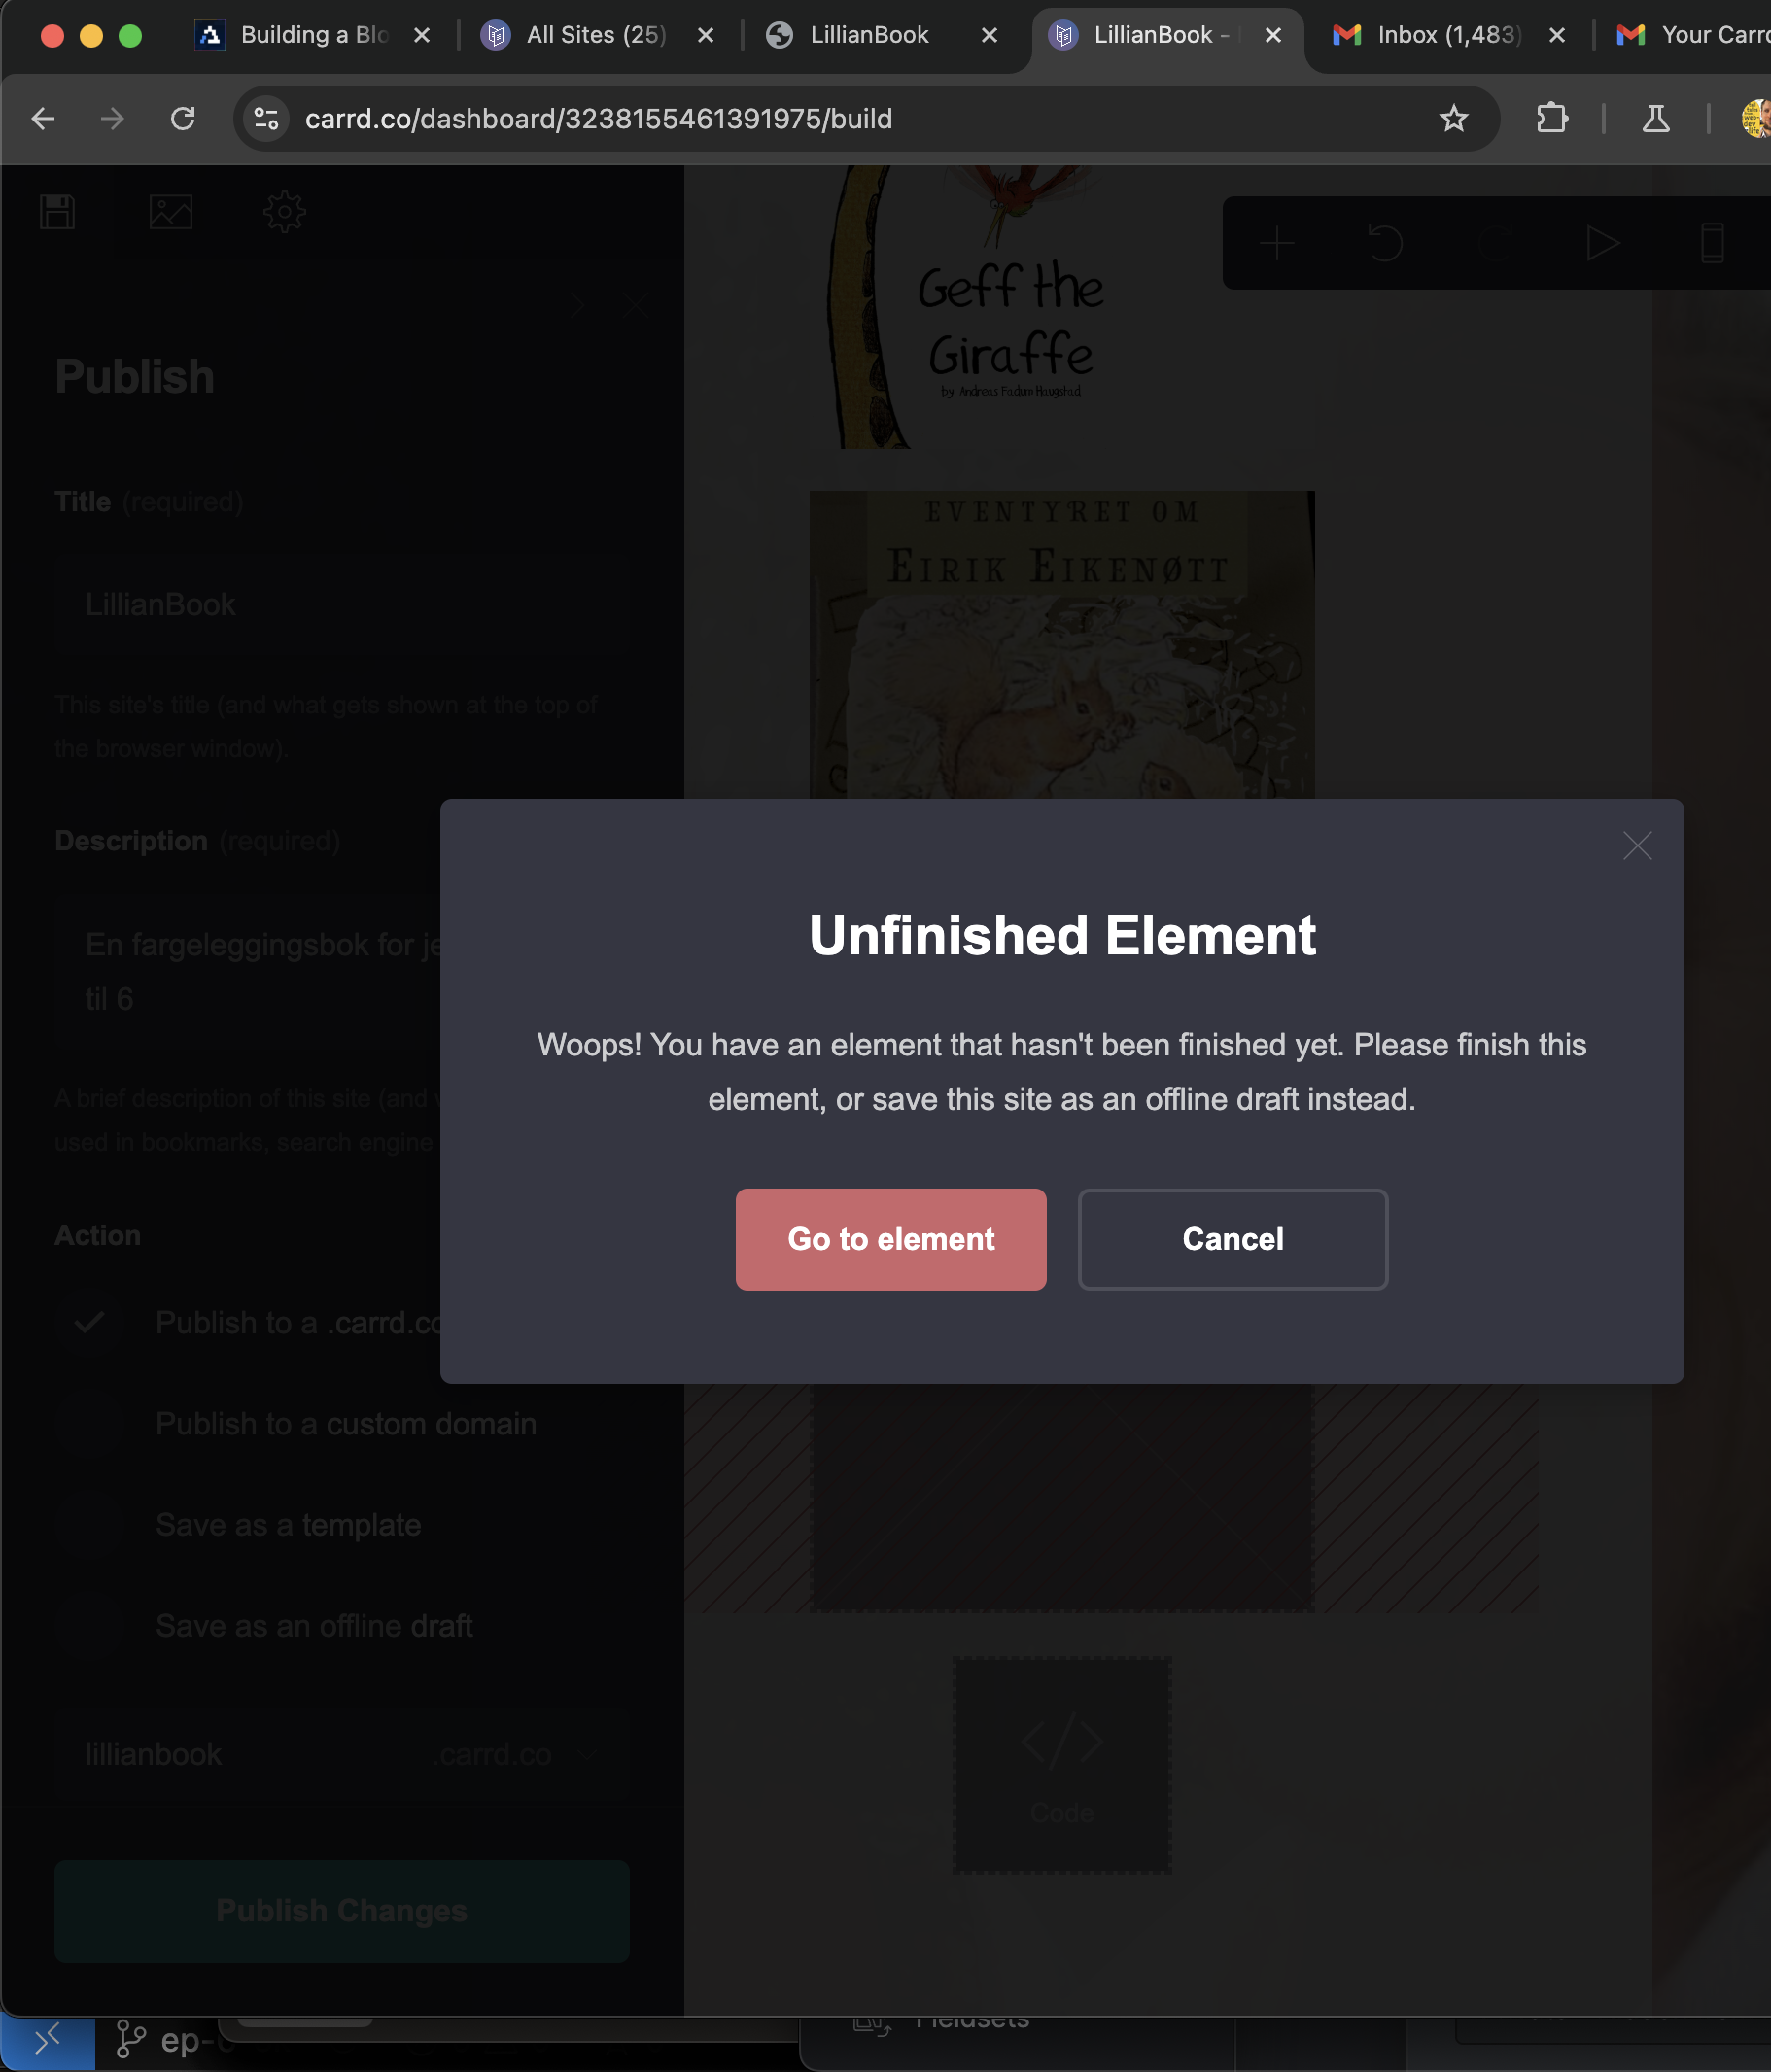 Building a Blo
All Sites (25)
LillianBook
LillianBook -
Inbox (1,483)
Your Carrd
carrd.co/dashboard/3238155461391975/build
Publish
Title (required)
LillianBook
This site's title (and what gets shown at the top of
the browser window).
Description (required)
En fargeleggingsbok for je
til 6
A brief description of this site (and
used in bookmarks, search engine
Action
Publish to a .carrd.co
Publish to a custom domain
Save as a template
Save as an offline draft
lillianbook
.carrd.co
Publish Changes
Geff the
Giraffe
by Andreas Fadum Haugstad
EVENTYRET OM
EIRIK EIKENØTT
Unfinished Element
Woops! You have an element that hasn't been finished yet. Please finish this
element, or save this site as an offline draft instead.
Go to element
Cancel
</>
Code
ep-
Fieldsets